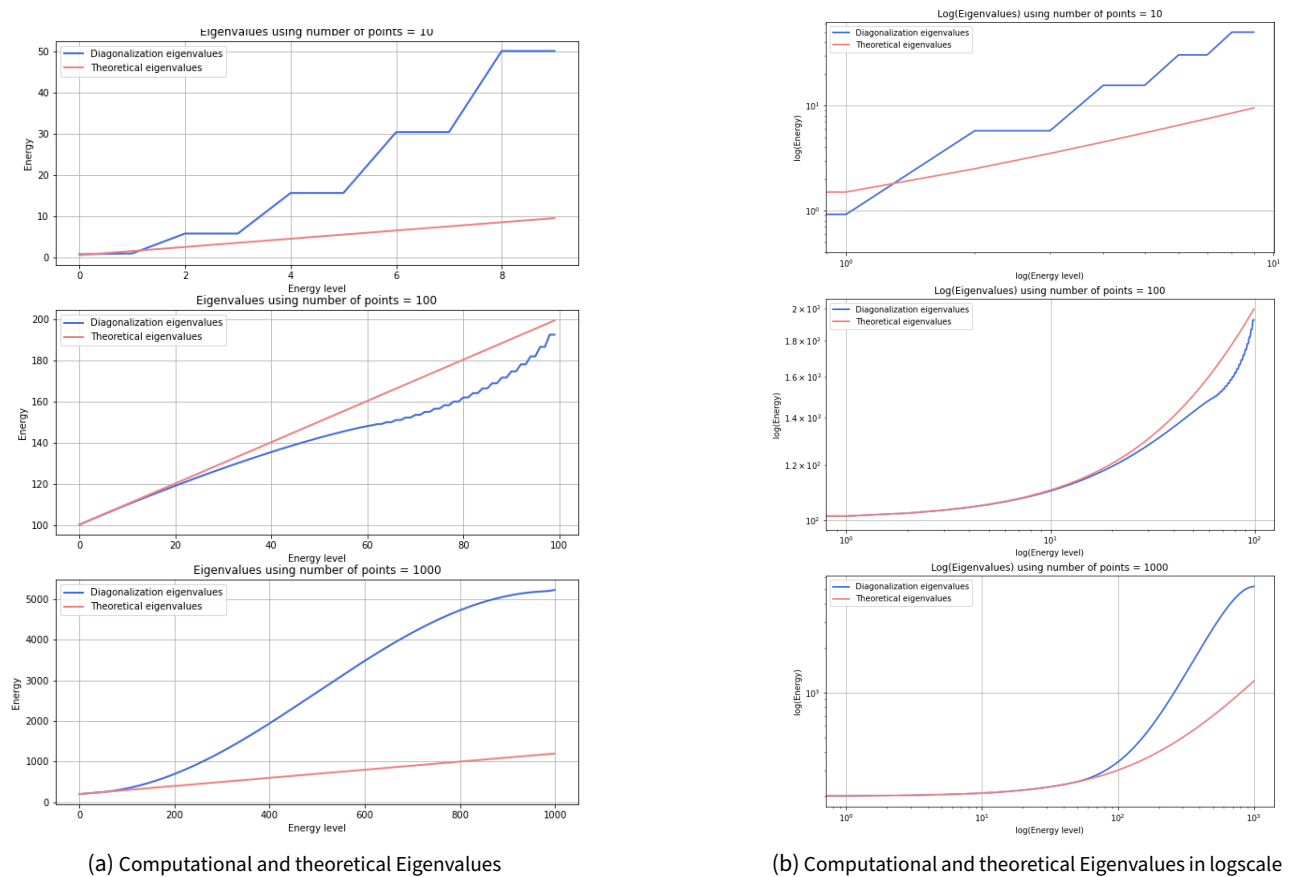 Eigenvalues using number of points = 10
Diagonalization eigenvalues
Theoretical eigenvalues
50
40
30
20
10
0
Energy
0 2 4 6 8
Energy level
Eigenvalues using number of points = 100
Diagonalization eigenvalues
Theoretical eigenvalues
200
180
160
140
120
100
Energy
0 20 40 60 80 100
Energy level
Eigenvalues using number of points = 1000
Diagonalization eigenvalues
Theoretical eigenvalues
5000
4000
3000
2000
1000
0
Energy
0 200 400 600 800 1000
Energy level
(a) Computational and theoretical Eigenvalues
Log(Eigenvalues) using number of points = 10
Diagonalization eigenvalues
Theoretical eigenvalues
10¹
10⁰
log(Energy)
10⁰ 10¹
log(Energy level)
Log(Eigenvalues) using number of points = 100
Diagonalization eigenvalues
Theoretical eigenvalues
2 × 10²
1.8 × 10²
1.6 × 10²
1.4 × 10²
1.2 × 10²
10²
log(Energy)
10⁰ 10¹ 10²
log(Energy level)
Log(Eigenvalues) using number of points = 1000
Diagonalization eigenvalues
Theoretical eigenvalues
10³
log(Energy)
10⁰ 10¹ 10² 10³
log(Energy level)
(b) Computational and theoretical Eigenvalues in logscale